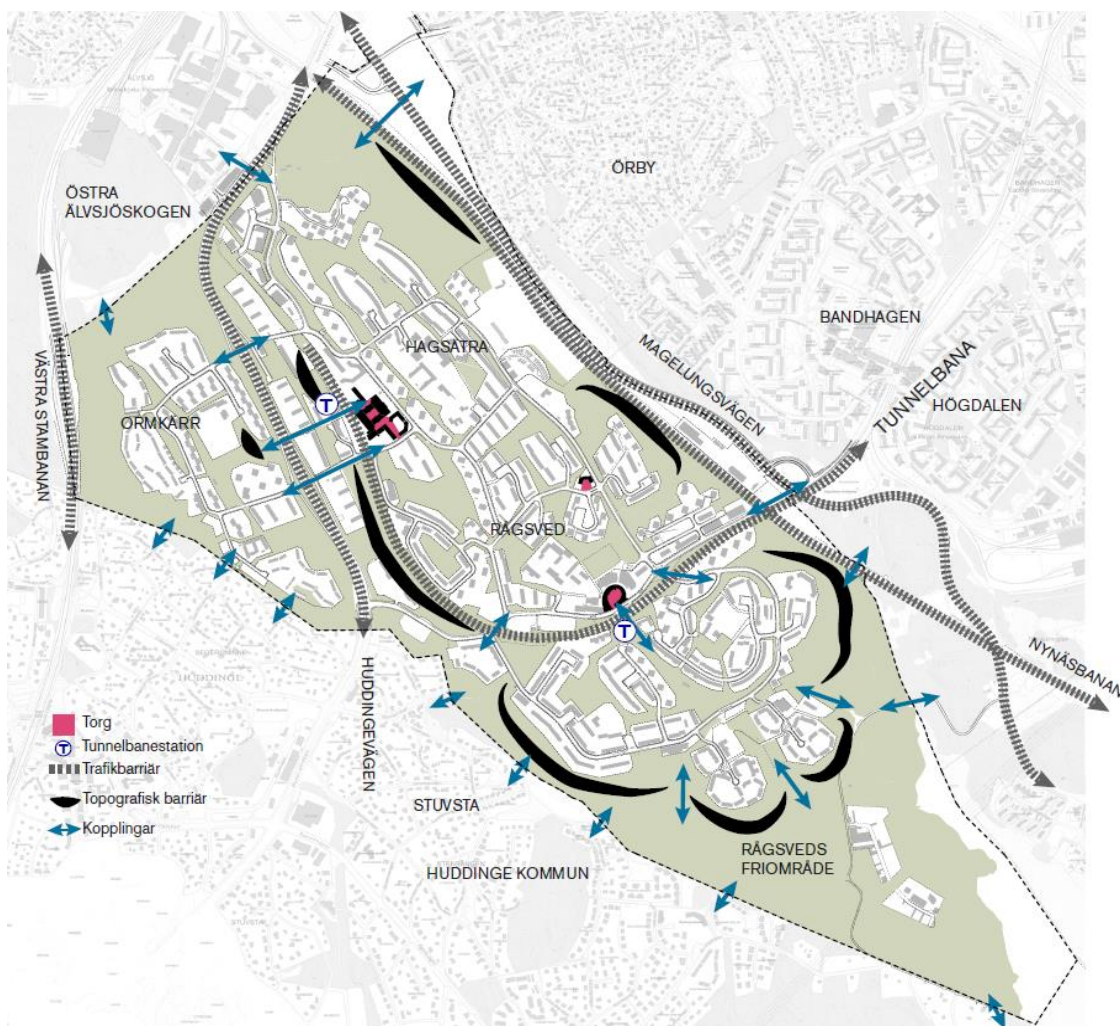 ÖRBY
ÖSTRA
ÄLVSJÖSKOGEN
BANDHAGEN
MAGELUNGSVÄGEN
TUNNELBANA
HAGSÄTRA
HÖGDALEN
VÄSTRA STAMBANAN
ORMKÄRR
T
RÅGSVED
T
NYNÄSBANAN
HUDDINGEVÄGEN
Torg
T Tunnelbanestation
Trafikbarriär
Topografisk barriär
Kopplingar
STUVSTA
HUDDINGE KOMMUN
RÅGSVEDS
FRIOMRÅDE